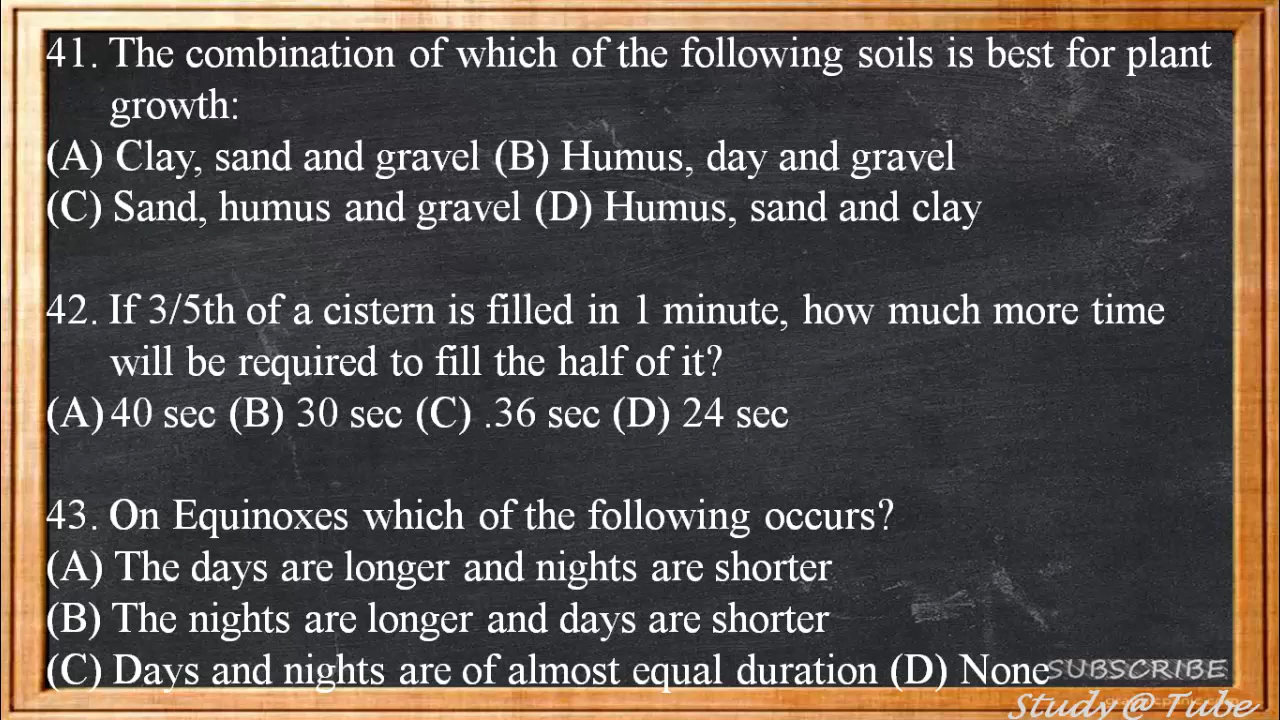 41. The combination of which of the following soils is best for plant
growth:
(A) Clay, sand and gravel (B) Humus, day and gravel
(C) Sand, humus and gravel (D) Humus, sand and clay
42. If 3/5th of a cistern is filled in 1 minute, how much more time
will be required to fill the half of it?
(A) 40 sec (B) 30 sec (C) .36 sec (D) 24 sec
43. On Equinoxes which of the following occurs?
(A) The days are longer and nights are shorter
(B) The nights are longer and days are shorter
(C) Days and nights are of almost equal duration (D) None
SUBSCRIBE
Study@Tube